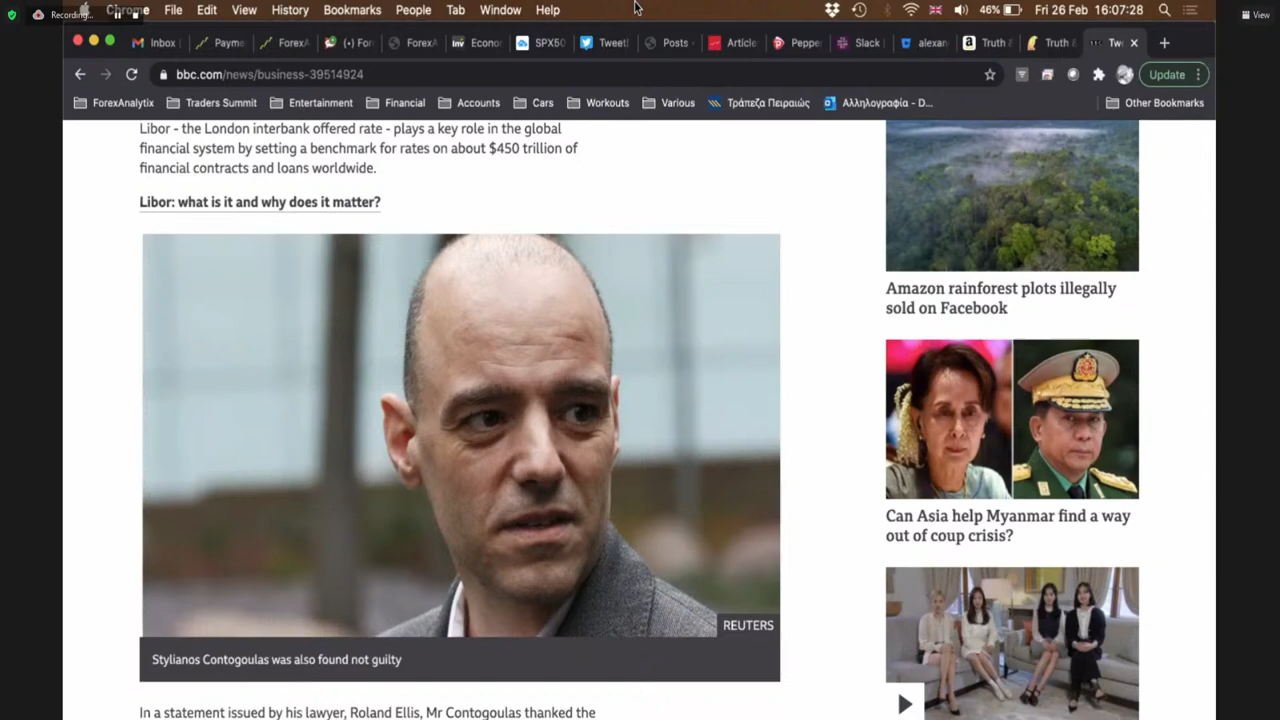 Recording...
Chrome File Edit View History Bookmarks People Tab Window Help 46% Fri 26 Feb 16:07:28
View
Inbox ( Payme ForexA (•) For ForexA Econo SPX50 Tweetl Posts - Article: Peppe Slack alexan Truth & Truth & Twe
bbc.com/news/business-39514924
Update
ForexAnalytix Traders Summit Entertainment Financial Accounts Cars Workouts Various Τράπεζα Πειραιώς Αλληλογραφία - D... Other Bookmarks
Libor - the London interbank offered rate - plays a key role in the global
financial system by setting a benchmark for rates on about $450 trillion of
financial contracts and loans worldwide.
Libor: what is it and why does it matter?
REUTERS
Stylianos Contogoulas was also found not guilty
In a statement issued by his lawyer, Roland Ellis, Mr Contogoulas thanked the
Amazon rainforest plots illegally
sold on Facebook
Can Asia help Myanmar find a way
out of coup crisis?